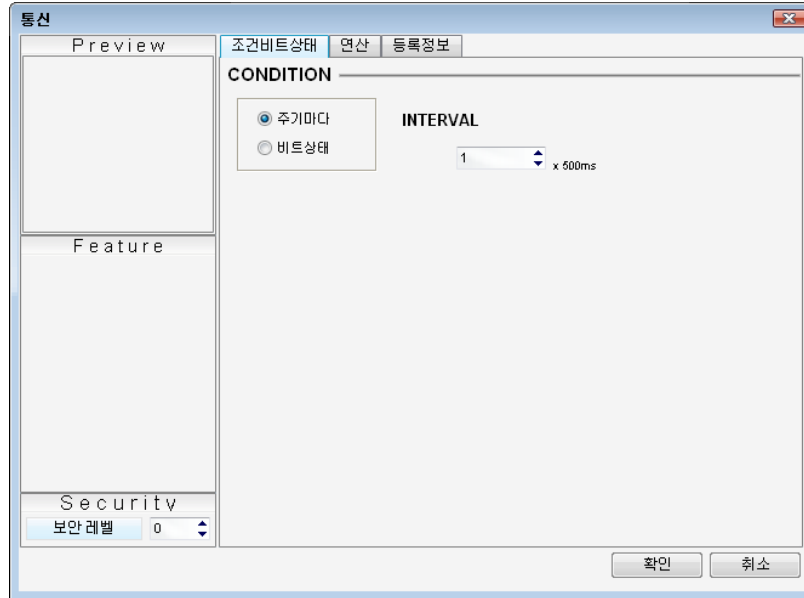 통신
Preview
조건비트상태 연산 등록정보
CONDITION
주기마다
비트상태
INTERVAL
1 x 500ms
Feature
Security
보안 레벨 0
확인 취소